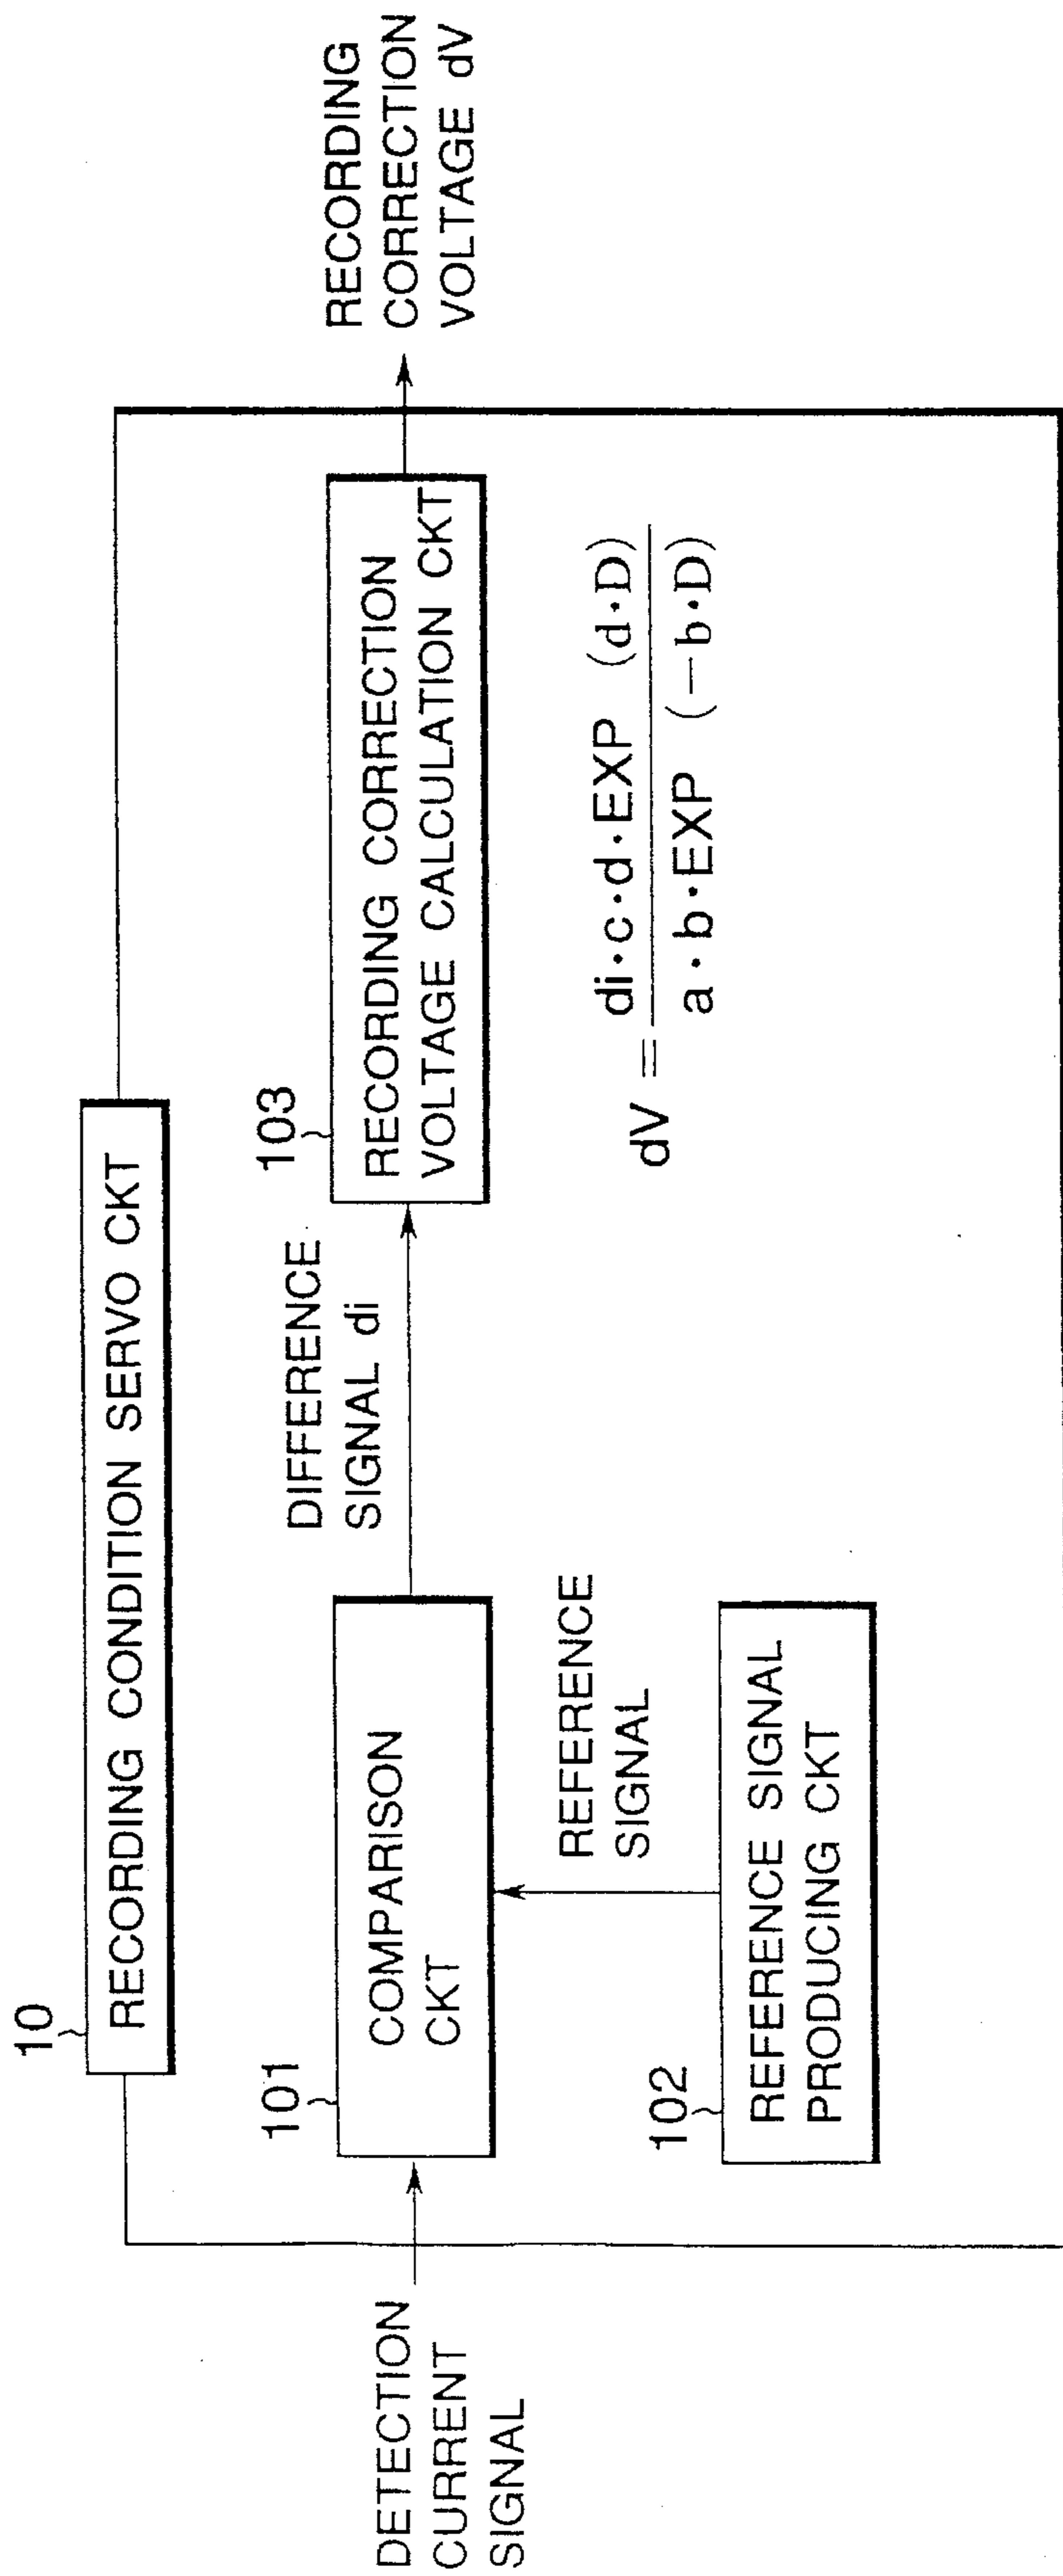 10
RECORDING CONDITION SERVO CKT
DETECTION
CURRENT
SIGNAL
101
COMPARISON
CKT
DIFFERENCE
SIGNAL di
103
RECORDING CORRECTION
VOLTAGE CALCULATION CKT
RECORDING
CORRECTION
VOLTAGE dV
REFERENCE
SIGNAL
102
REFERENCE SIGNAL
PRODUCING CKT
dV = di·c·d·EXP (d·D) / a·b·EXP (−b·D)